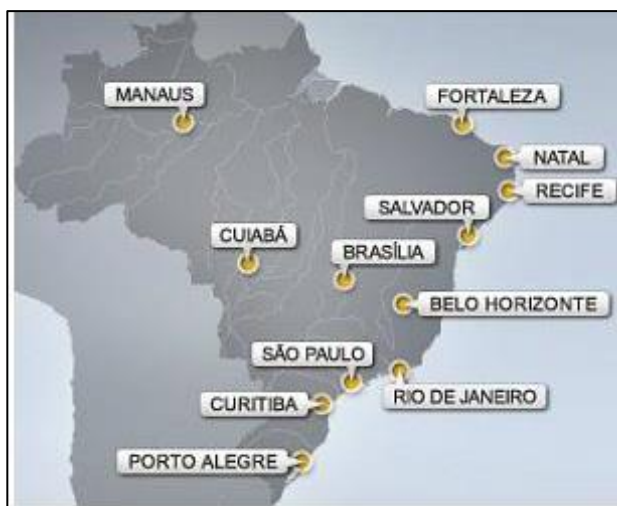 MANAUS
FORTALEZA
NATAL
RECIFE
SALVADOR
CUIABÁ
BRASÍLIA
BELO HORIZONTE
SÃO PAULO
RIO DE JANEIRO
CURITIBA
PORTO ALEGRE